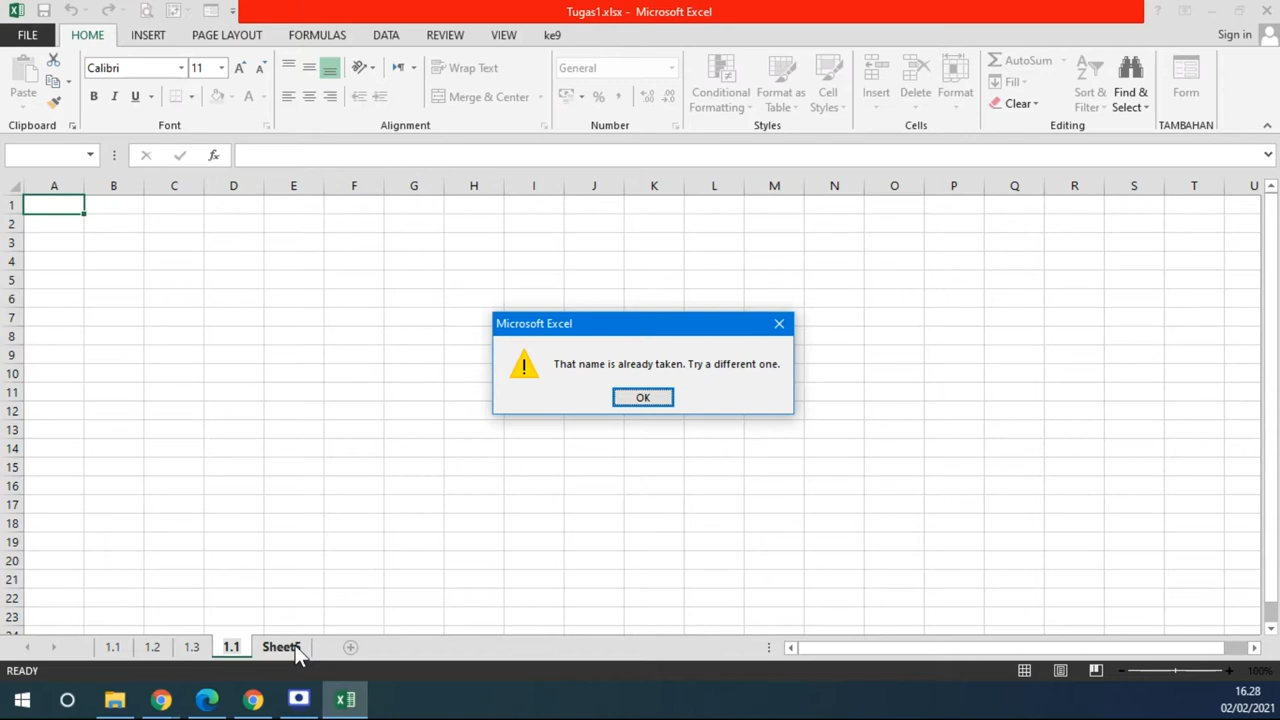 Tugas1.xlsx - Microsoft Excel
FILE HOME INSERT PAGE LAYOUT FORMULAS DATA REVIEW VIEW ke9 Sign in
Paste
Calibri 11
Wrap Text
Merge & Center
General
Conditional Formatting
Format as Table
Cell Styles
Insert
Delete
Format
AutoSum
Fill
Clear
Sort & Filter
Find & Select
Form
B I U A
%
Clipboard Font Alignment Number Styles Cells Editing TAMBAHAN
fx
A B C D E F G H I J K L M N O P Q R S T U
1
2
3
4
5
6
7
8
9
10
11
12
13
14
15
16
17
18
19
20
21
22
23
Microsoft Excel
That name is already taken. Try a different one.
OK
1.1 1.2 1.3 1.1 Sheet5
READY
100%
16.28
02/02/2021